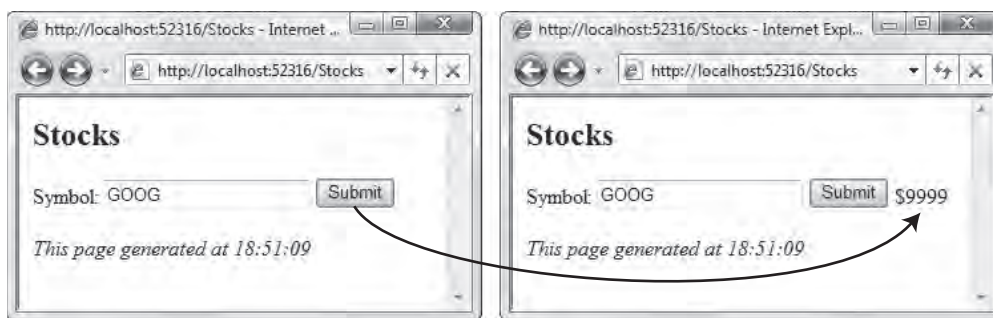 http://localhost:52316/Stocks - Internet ...
http://localhost:52316/Stocks
Stocks
Symbol: GOOG Submit
This page generated at 18:51:09
http://localhost:52316/Stocks - Internet Expl...
http://localhost:52316/Stocks
Stocks
Symbol: GOOG Submit $9999
This page generated at 18:51:09